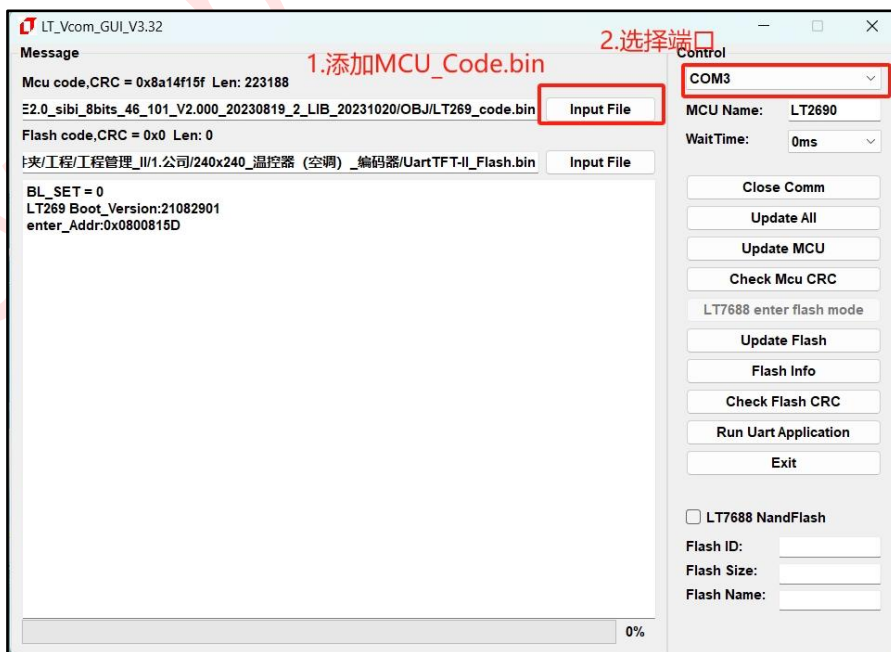 LT_Vcom_GUI_V3.32
Message
1.添加MCU_Code.bin
2.选择端口
Control
Mcu code,CRC = 0x8a14f15f Len: 223188
COM3
E2.0_sibi_8bits_46_101_V2.000_20230819_2_LIB_20231020/OBJ/LT269_code.bin
Input File
MCU Name: LT2690
Flash code,CRC = 0x0 Len: 0
WaitTime: 0ms
夹/工程/工程管理_II/1.公司/240x240_温控器（空调）_编码器/UartTFT-II_Flash.bin
Input File
BL_SET = 0
LT269 Boot_Version:21082901
enter_Addr:0x0800815D
Close Comm
Update All
Update MCU
Check Mcu CRC
LT7688 enter flash mode
Update Flash
Flash Info
Check Flash CRC
Run Uart Application
Exit
LT7688 NandFlash
Flash ID:
Flash Size:
Flash Name:
0%